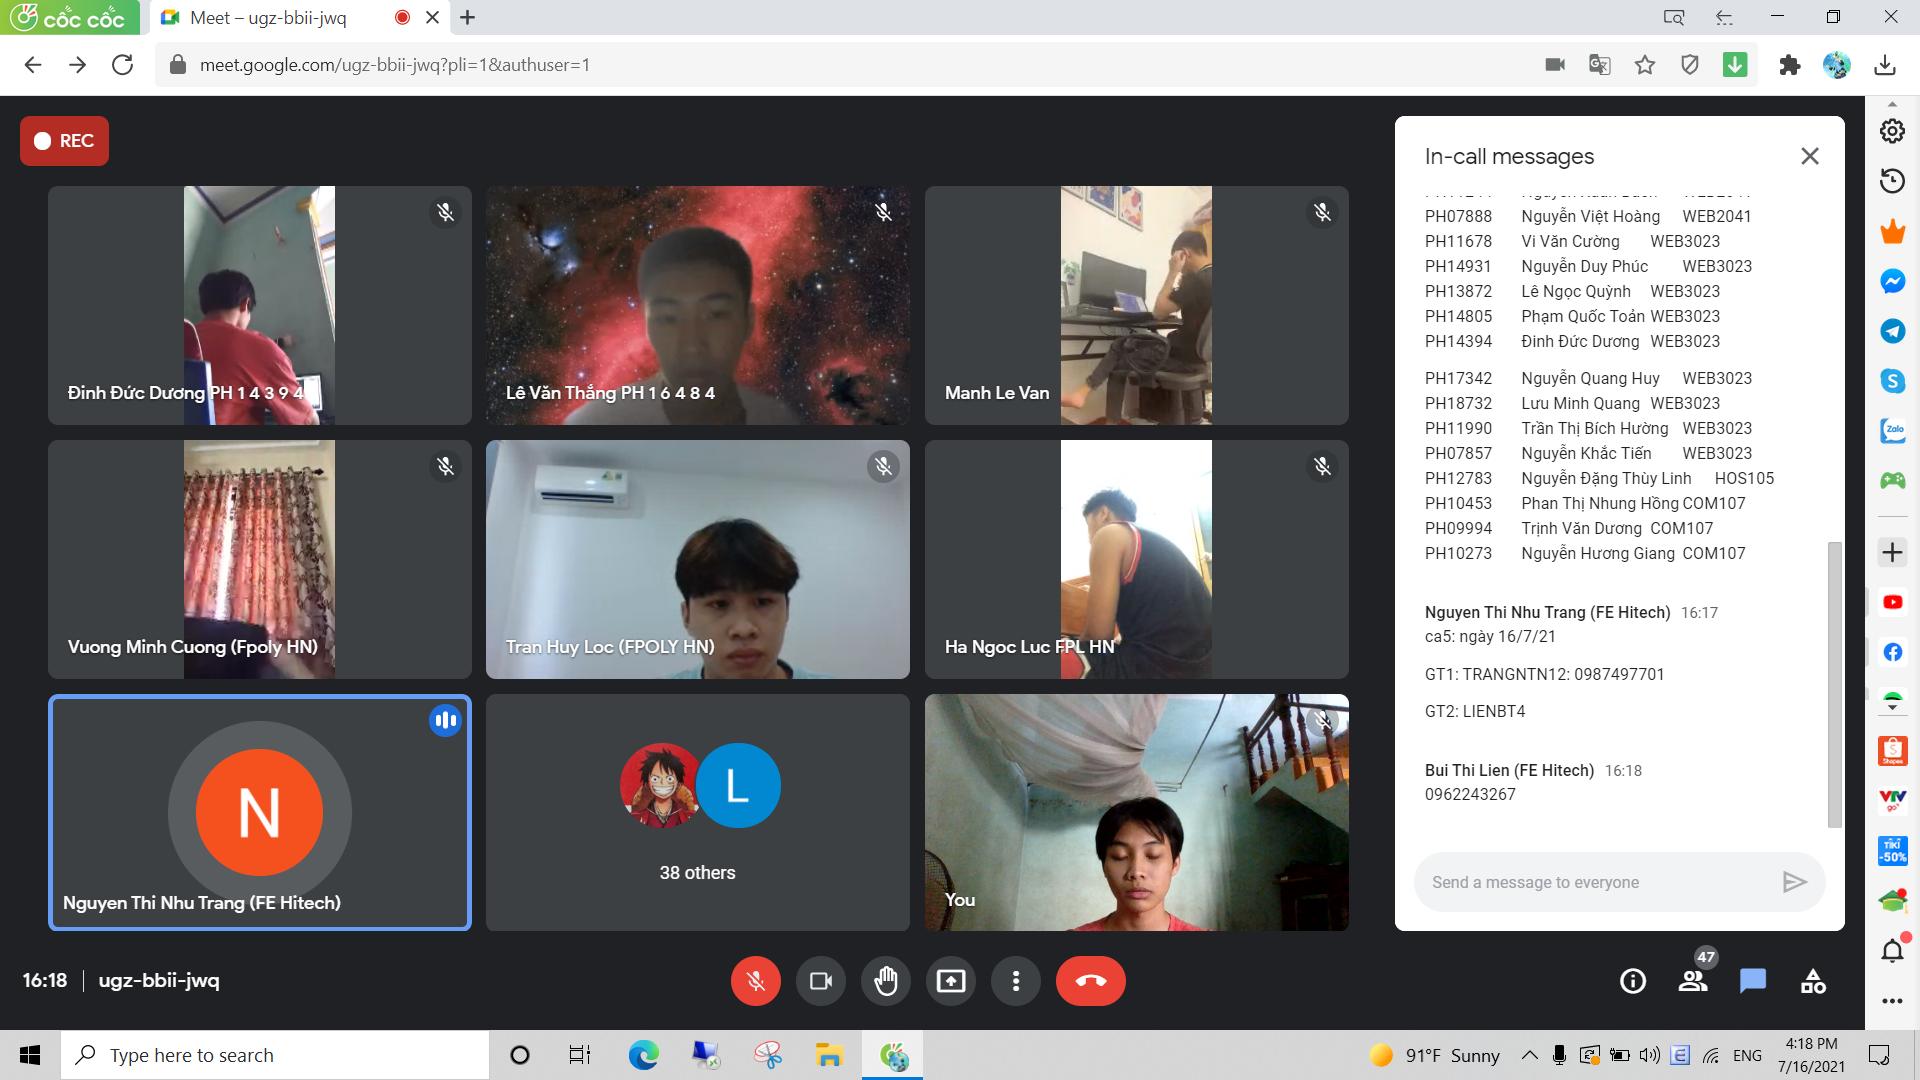 cốc cốc
Meet – ugz-bbii-jwq
meet.google.com/ugz-bbii-jwq?pli=1&authuser=1
REC
Đinh Đức Dương PH 1 4 3 9 4
Lê Văn Thắng PH 1 6 4 8 4
Manh Le Van
Vuong Minh Cuong (Fpoly HN)
Tran Huy Loc (FPOLY HN)
Ha Ngoc Luc FPL HN
N
Nguyen Thi Nhu Trang (FE Hitech)
L
38 others
You
In-call messages
PH07888 Nguyễn Việt Hoàng WEB2041
PH11678 Vi Văn Cường WEB3023
PH14931 Nguyễn Duy Phúc WEB3023
PH13872 Lê Ngọc Quỳnh WEB3023
PH14805 Phạm Quốc Toản WEB3023
PH14394 Đinh Đức Dương WEB3023
PH17342 Nguyễn Quang Huy WEB3023
PH18732 Lưu Minh Quang WEB3023
PH11990 Trần Thị Bích Hường WEB3023
PH07857 Nguyễn Khắc Tiến WEB3023
PH12783 Nguyễn Đặng Thùy Linh HOS105
PH10453 Phan Thị Nhung Hồng COM107
PH09994 Trịnh Văn Dương COM107
PH10273 Nguyễn Hương Giang COM107
Nguyen Thi Nhu Trang (FE Hitech) 16:17
ca5: ngày 16/7/21
GT1: TRANGNTN12: 0987497701
GT2: LIENBT4
Bui Thi Lien (FE Hitech) 16:18
0962243267
Send a message to everyone
Zalo
Shopee
VTV
go
TIKI
-50%
16:18 ugz-bbii-jwq
47
Type here to search
91°F Sunny
ENG
4:18 PM
7/16/2021